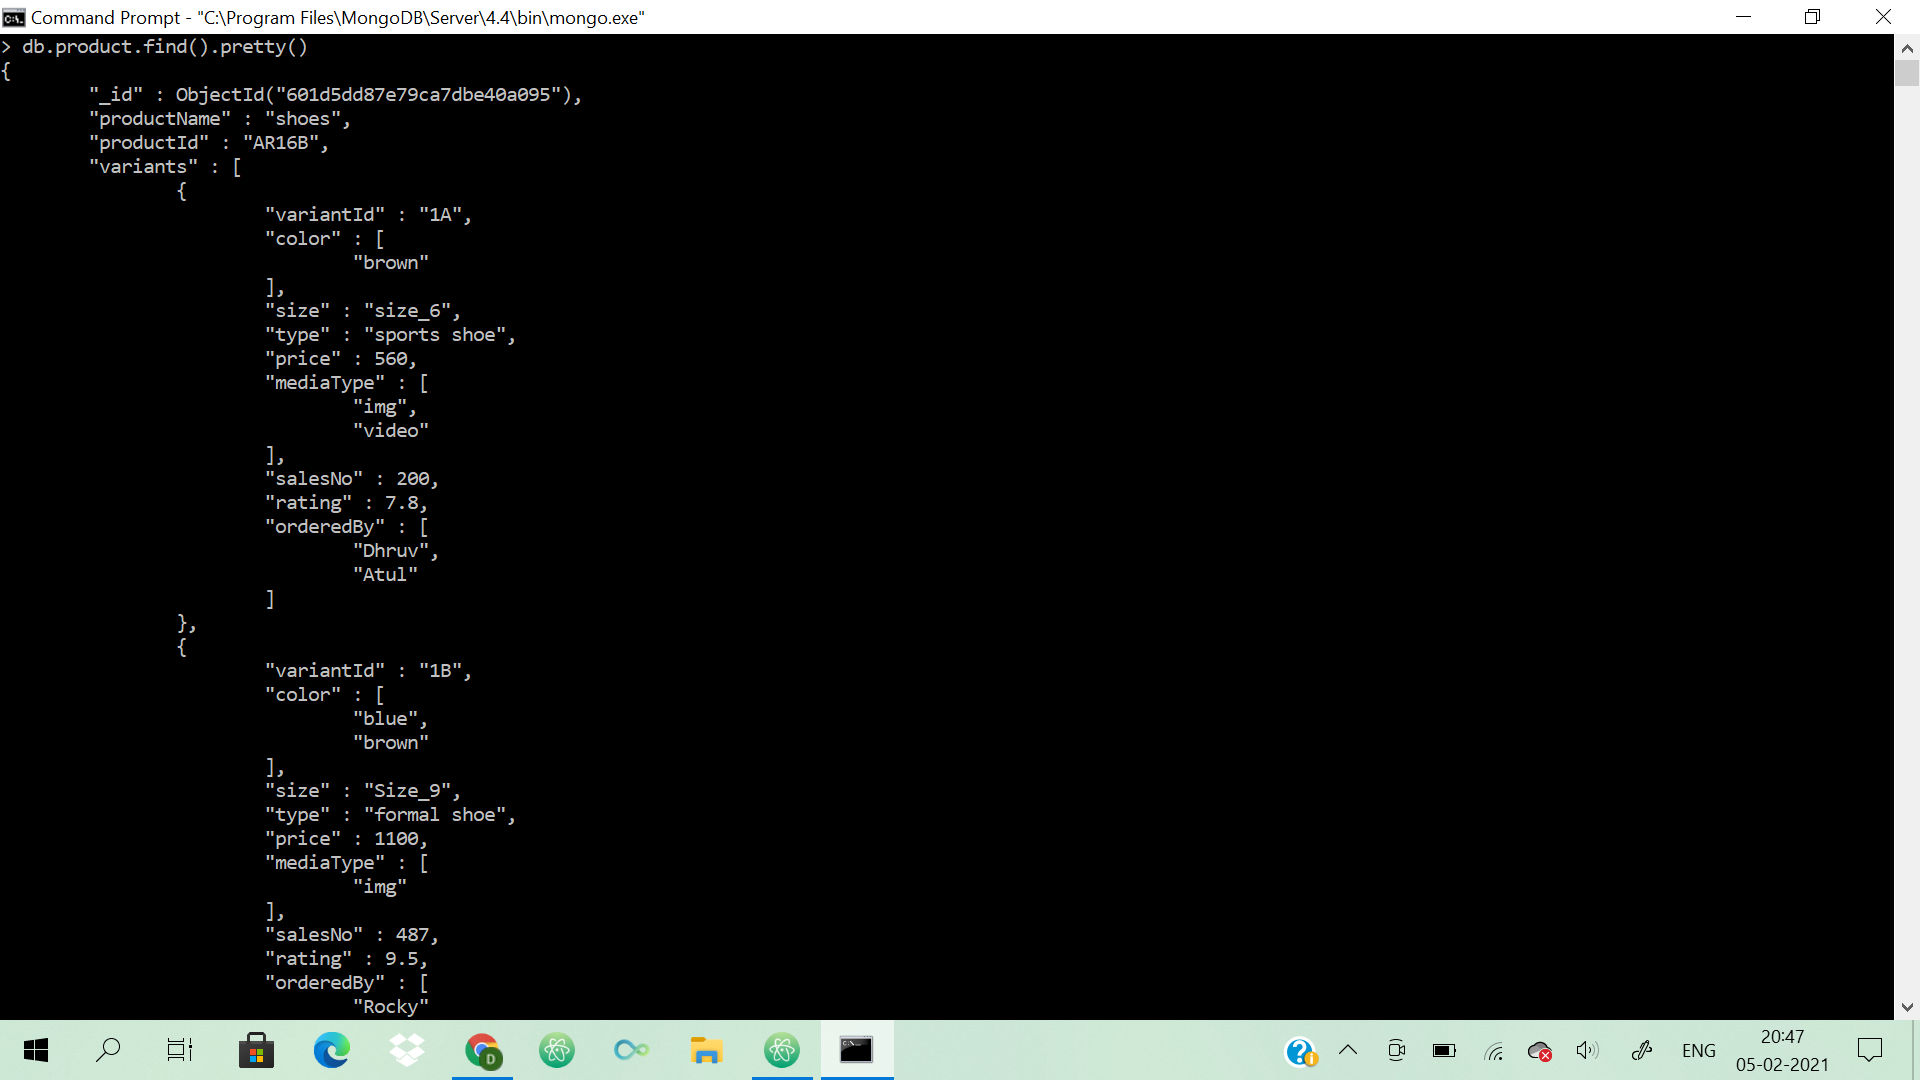 Command Prompt - "C:\Program Files\MongoDB\Server\4.4\bin\mongo.exe"
> db.product.find().pretty()
{
"_id" : ObjectId("601d5dd87e79ca7dbe40a095"),
"productName" : "shoes",
"productId" : "AR16B",
"variants" : [
{
"variantId" : "1A",
"color" : [
"brown"
],
"size" : "size_6",
"type" : "sports shoe",
"price" : 560,
"mediaType" : [
"img",
"video"
],
"salesNo" : 200,
"rating" : 7.8,
"orderedBy" : [
"Dhruv",
"Atul"
]
},
{
"variantId" : "1B",
"color" : [
"blue",
"brown"
],
"size" : "Size_9",
"type" : "formal shoe",
"price" : 1100,
"mediaType" : [
"img"
],
"salesNo" : 487,
"rating" : 9.5,
"orderedBy" : [
"Rocky"
D
ENG
20:47
05-02-2021